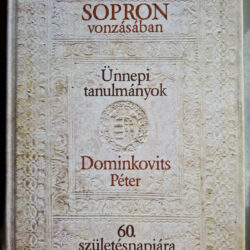 SOPRON
vonzásában
Ünnepi
tanulmányok
Dominkovits
Péter
60.
születésnapjára